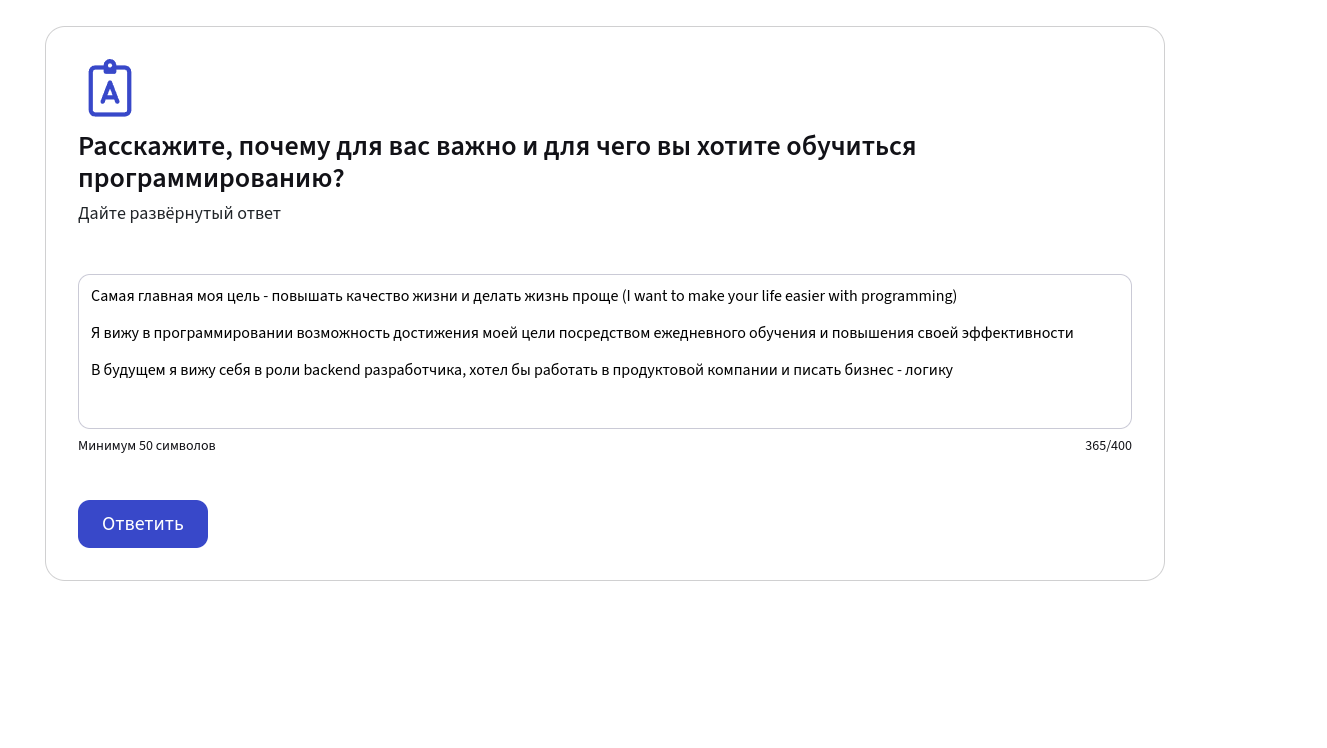 A
Расскажите, почему для вас важно и для чего вы хотите обучиться
программированию?
Дайте развёрнутый ответ
Самая главная моя цель - повышать качество жизни и делать жизнь проще (I want to make your life easier with programming)
Я вижу в программировании возможность достижения моей цели посредством ежедневного обучения и повышения своей эффективности
В будущем я вижу себя в роли backend разработчика, хотел бы работать в продуктовой компании и писать бизнес - логику
Минимум 50 символов
365/400
Ответить